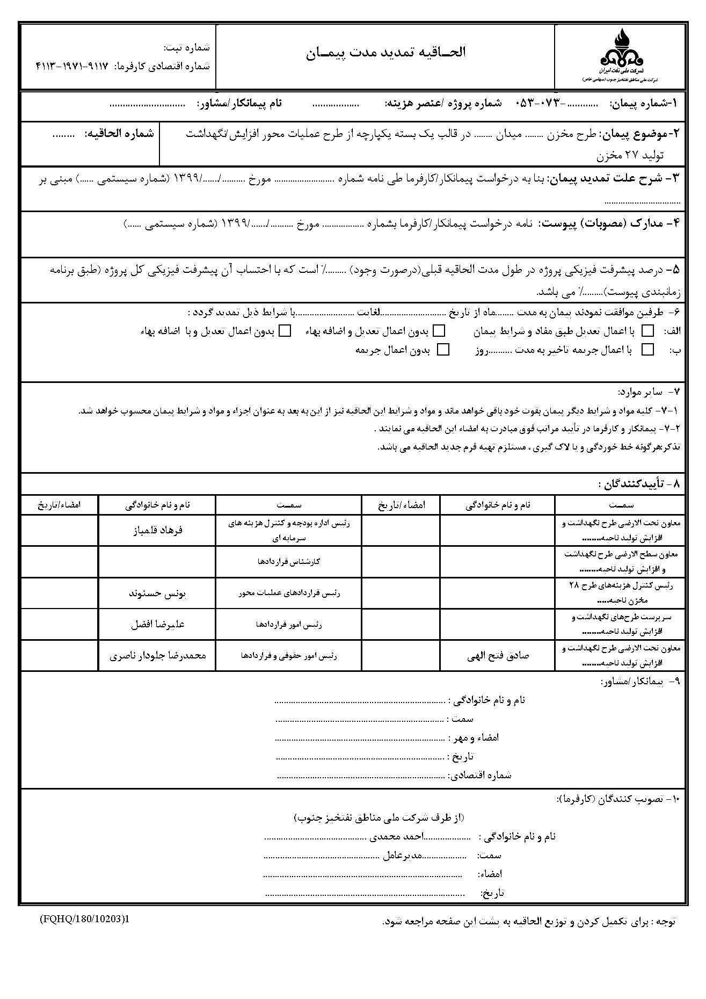 شرکت ملی نفت ایران
شرکت ملی مناطق نفتخیز جنوب (سهامی خاص)
الحـاقیه تمدید مدت پیمـان
شماره ثبت:
شماره اقتصادی کارفرما: ۹۱۱۷-۱۹۷۱-۴۱۱۳
۱-شماره پیمان: ............-۰۷۳-۰۵۳ شماره پروژه /عنصر هزینه: .................. نام پیمانکار/مشاور: .............................
۲-موضوع پیمان: طرح مخزن ........ میدان ........ در قالب یک بسته یکپارچه از طرح عملیات محور افزایش/نگهداشت
تولید ۲۷ مخزن
شماره الحاقیه: ........
۳- شرح علت تمدید پیمان: بنا به درخواست پیمانکار/کارفرما طی نامه شماره .......................... مورخ ........../......./۱۳۹۹ (شماره سیستمی ......) مبنی بر
.................................
۴- مدارک (مصوبات) پیوست: نامه درخواست پیمانکار/کارفرما بشماره .................. مورخ ........../......./۱۳۹۹ (شماره سیستمی ......)
۵- درصد پیشرفت فیزیکی پروژه در طول مدت الحاقیه قبلی(درصورت وجود) .........٪ است که با احتساب آن پیشرفت فیزیکی کل پروژه (طبق برنامه
زمانبندی پیوست).........٪ می باشد.
۶- طرفین موافقت نمودند پیمان به مدت ........ماه از تاریخ ............................لغایت .........................با شرایط ذیل تمدید گردد :
الف: □ با اعمال تعدیل طبق مفاد و شرایط پیمان □ بدون اعمال تعدیل و اضافه بهاء □ بدون اعمال تعدیل و با اضافه بهاء
ب: □ با اعمال جریمه تاخیر به مدت ..........روز □ بدون اعمال جریمه
۷- سایر موارد:
۷-۱- کلیه مواد و شرایط دیگر پیمان بقوت خود باقی خواهد ماند و مواد و شرایط این الحاقیه نیز از این به بعد به عنوان اجزاء و مواد و شرایط پیمان محسوب خواهد شد.
۷-۲- پیمانکار و کارفرما در تأیید مراتب فوق مبادرت به امضاء این الحاقیه می نمایند .
تذکر:هرگونه خط خوردگی و یا لاک گیری ، مستلزم تهیه فرم جدید الحاقیه می باشد.
۸- تأییدکنندگان :
سمـت نام و نام خانوادگی امضاء/تاریخ سمـت نام و نام خانوادگی امضاء/تاریخ
معاون تحت الارضی طرح نگهداشت و
افزایش تولید ناحیه........
رئیس اداره بودجه و کنترل هزینه های
سرمایه ای
فرهاد قلمباز
معاون سطح الارضی طرح نگهداشت
و افزایش تولید ناحیه........
کارشناس قراردادها
رئیس کنترل هزینه‌های طرح ۲۸
مخزن ناحیه.....
رئیس قراردادهای عملیات محور
یونس حسنوند
سرپرست طرح‌های نگهداشت و
افزایش تولید ناحیه........
رئیس امور قراردادها
علیرضا افضل
معاون تحت الارضی طرح نگهداشت و
افزایش تولید ناحیه........
صادق فتح الهی
رئیس امور حقوقی و قراردادها
محمدرضا جلودار ناصری
۹- پیمانکار/مشاور:
نام و نام خانوادگی : ........................................................................
سمت : .......................................................................
امضاء و مهر : ........................................................................
تاریخ : .......................................................................
شماره اقتصادی: .......................................................................
۱۰- تصویب کنندگان (کارفرما):
(از طرف شرکت ملی مناطق نفتخیز جنوب)
نام و نام خانوادگی : ....................احمد محمدی ...........................................
سمت: ...................مدیرعامل .................................................
امضاء: ....................................................................................
تاریخ: ....................................................................................
توجه : برای تکمیل کردن و توزیع الحاقیه به پشت این صفحه مراجعه شود.
(FQHQ/180/10203)1